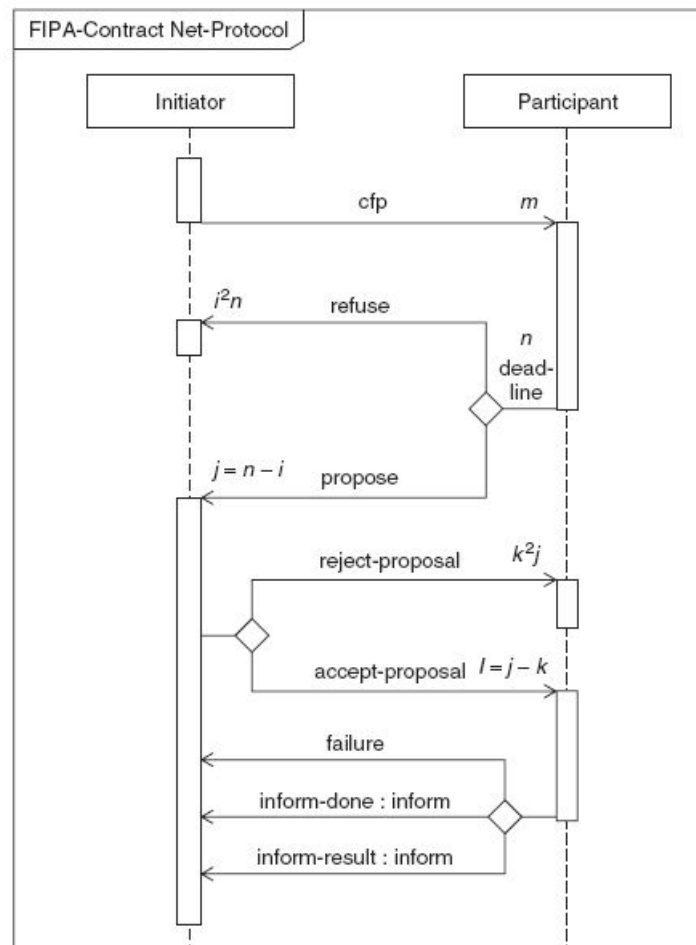 FIPA-Contract Net-Protocol
Initiator
Participant
cfp
m
i²n
refuse
n
dead-
line
j = n – i
propose
reject-proposal
k²j
accept-proposal
l = j – k
failure
inform-done : inform
inform-result : inform